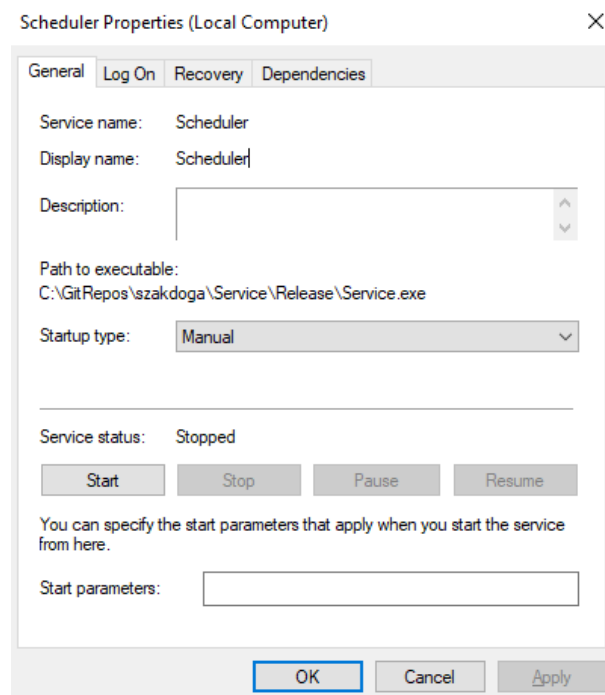 Scheduler Properties (Local Computer)
General Log On Recovery Dependencies
Service name: Scheduler
Display name: Scheduler
Description:
Path to executable:
C:\GitRepos\szakdoga\Service\Release\Service.exe
Startup type: Manual
Service status: Stopped
Start Stop Pause Resume
You can specify the start parameters that apply when you start the service
from here.
Start parameters:
OK Cancel Apply